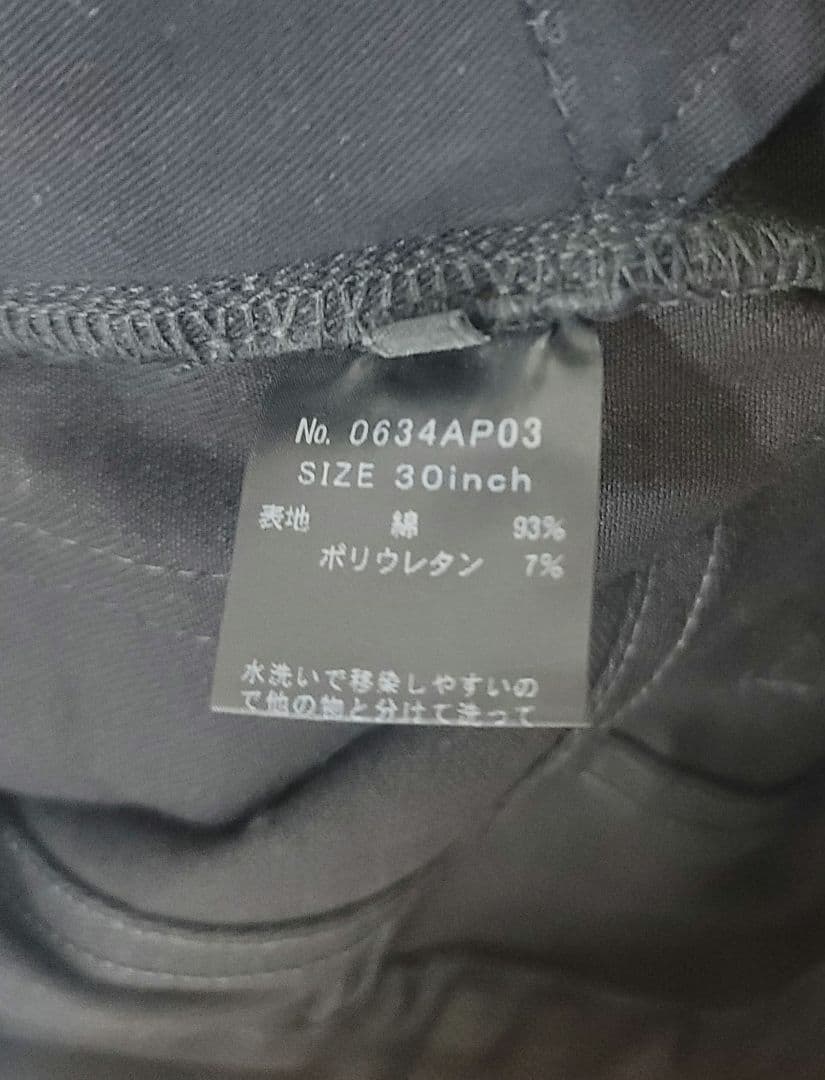 No. 0634AP03
SIZE 30inch
表地 綿 93%
ポリウレタン 7%
水洗いで移染しやすいの
で他の物と分けて洗って